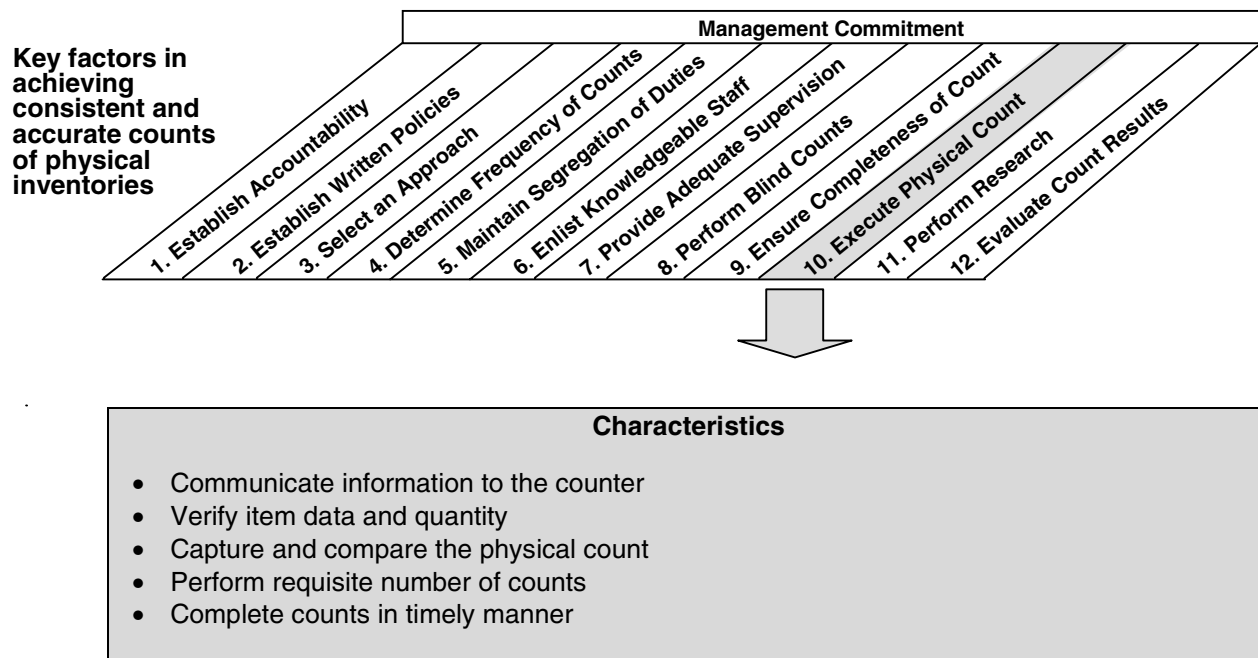 Management Commitment
Key factors in
achieving
consistent and
accurate counts
of physical
inventories
1. Establish Accountability
2. Establish Written Policies
3. Select an Approach
4. Determine Frequency of Counts
5. Maintain Segregation of Duties
6. Enlist Knowledgeable Staff
7. Provide Adequate Supervision
8. Perform Blind Counts
9. Ensure Completeness of Count
10. Execute Physical Count
11. Perform Research
12. Evaluate Count Results
Characteristics
• Communicate information to the counter
• Verify item data and quantity
• Capture and compare the physical count
• Perform requisite number of counts
• Complete counts in timely manner